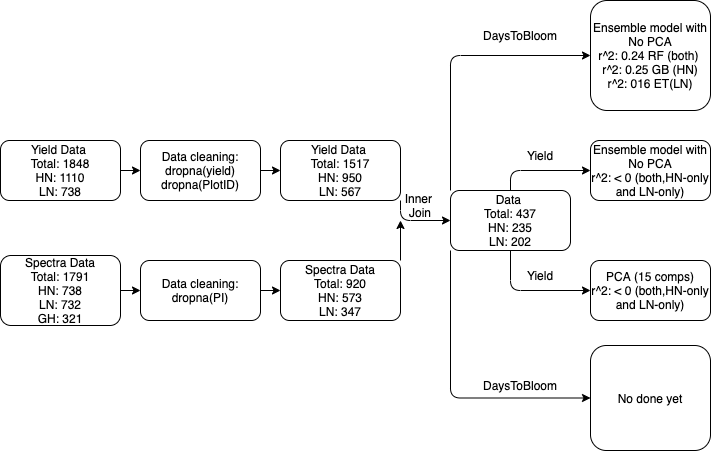 Yield Data
Total: 1848
HN: 1110
LN: 738
Data cleaning:
dropna(yield)
dropna(PlotID)
Yield Data
Total: 1517
HN: 950
LN: 567
Spectra Data
Total: 1791
HN: 738
LN: 732
GH: 321
Data cleaning:
dropna(PI)
Spectra Data
Total: 920
HN: 573
LN: 347
Inner
Join
Data
Total: 437
HN: 235
LN: 202
DaysToBloom
Ensemble model with
No PCA
r^2: 0.24 RF (both)
r^2: 0.25 GB (HN)
r^2: 016 ET(LN)
Yield
Ensemble model with
No PCA
r^2: < 0 (both,HN-only
and LN-only)
Yield
PCA (15 comps)
r^2: < 0 (both,HN-only
and LN-only)
DaysToBloom
No done yet